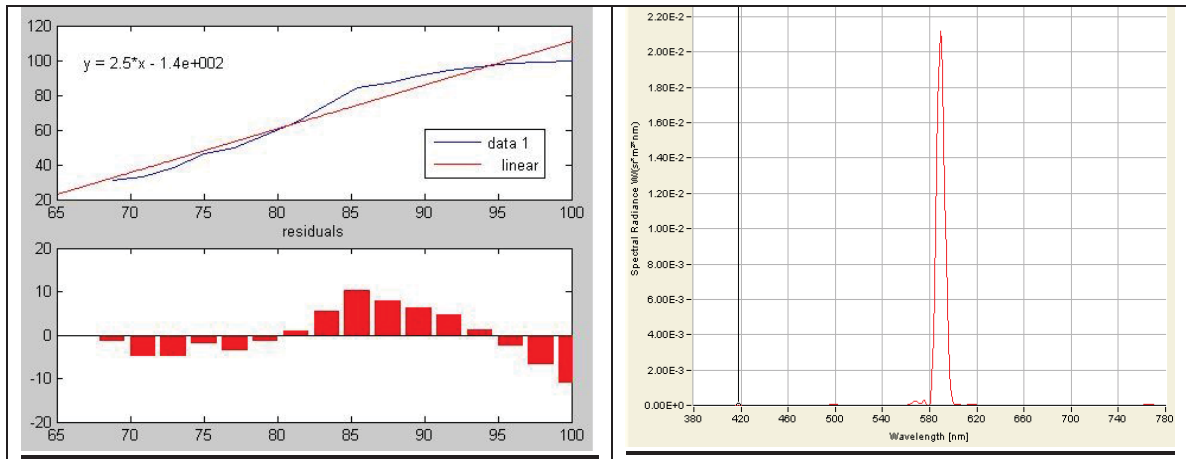 120
100
80
60
40
20
y = 2.5*x - 1.4e+002
data 1
linear
65 70 75 80 85 90 95 100
residuals
20
10
0
-10
-20
65 70 75 80 85 90 95 100
2.20E-2
2.00E-2
1.80E-2
1.60E-2
1.40E-2
1.20E-2
1.00E-2
8.00E-3
6.00E-3
4.00E-3
2.00E-3
0.00E+0
Spectral Radiance W/(sr*m²*nm)
380 420 460 500 540 580 620 660 700 740 780
Wavelength [nm]